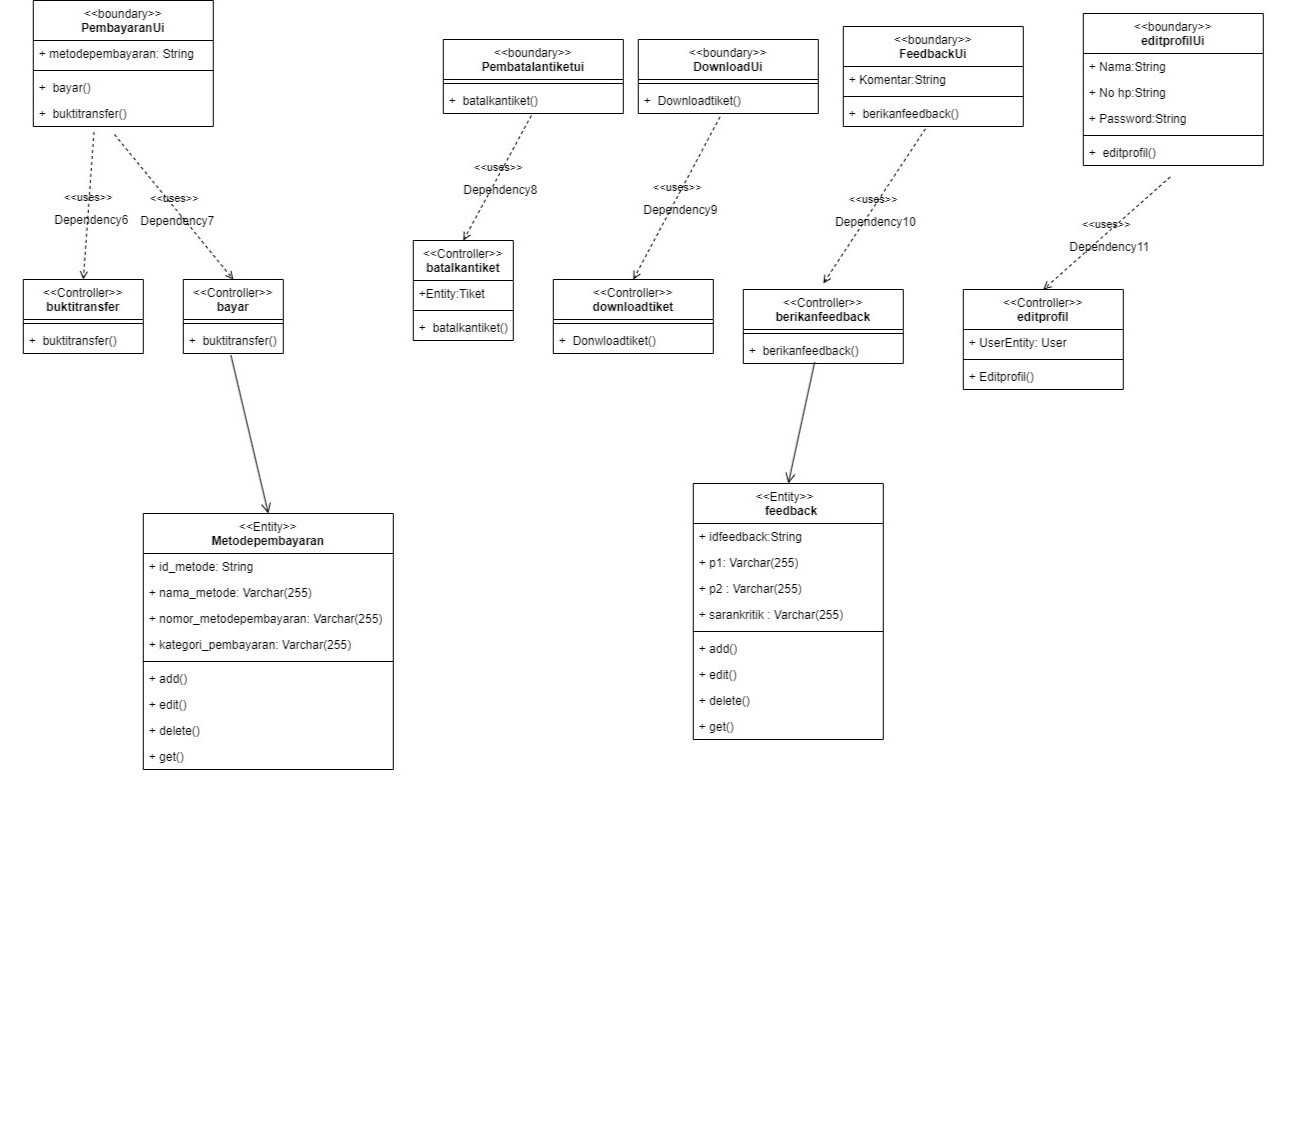 <<boundary>>
PembayaranUi
+ metodepembayaran: String
+ bayar()
+ buktitransfer()
<<boundary>>
Pembatalantiketui
+ batalkantiket()
<<boundary>>
DownloadUi
+ Downloadtiket()
<<boundary>>
FeedbackUi
+ Komentar:String
+ berikanfeedback()
<<boundary>>
editprofilUi
+ Nama:String
+ No hp:String
+ Password:String
+ editprofil()
<<uses>>
Dependency6
<<uses>>
Dependency7
<<uses>>
Dependency8
<<uses>>
Dependency9
<<uses>>
Dependency10
<<uses>>
Dependency11
<<Controller>>
buktitransfer
+ buktitransfer()
<<Controller>>
bayar
+ buktitransfer()
<<Controller>>
batalkantiket
+Entity:Tiket
+ batalkantiket()
<<Controller>>
downloadtiket
+ Donwloadtiket()
<<Controller>>
berikanfeedback
+ berikanfeedback()
<<Controller>>
editprofil
+ UserEntity: User
+ Editprofil()
<<Entity>>
Metodepembayaran
+ id_metode: String
+ nama_metode: Varchar(255)
+ nomor_metodepembayaran: Varchar(255)
+ kategori_pembayaran: Varchar(255)
+ add()
+ edit()
+ delete()
+ get()
<<Entity>>
feedback
+ idfeedback:String
+ p1: Varchar(255)
+ p2 : Varchar(255)
+ sarankritik : Varchar(255)
+ add()
+ edit()
+ delete()
+ get()